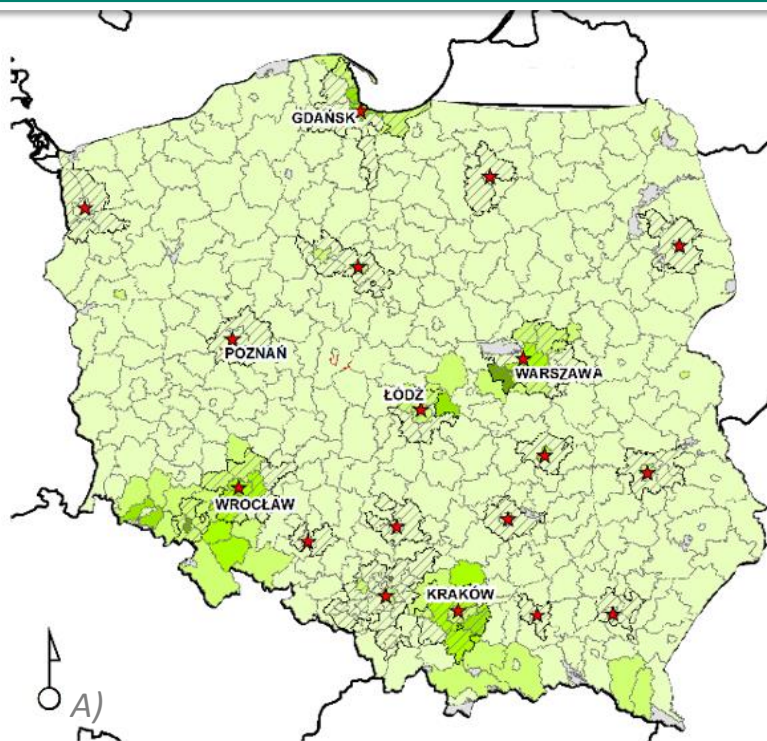 GDAŃSK
POZNAŃ
WARSZAWA
ŁÓDŹ
WROCŁAW
KRAKÓW
A)